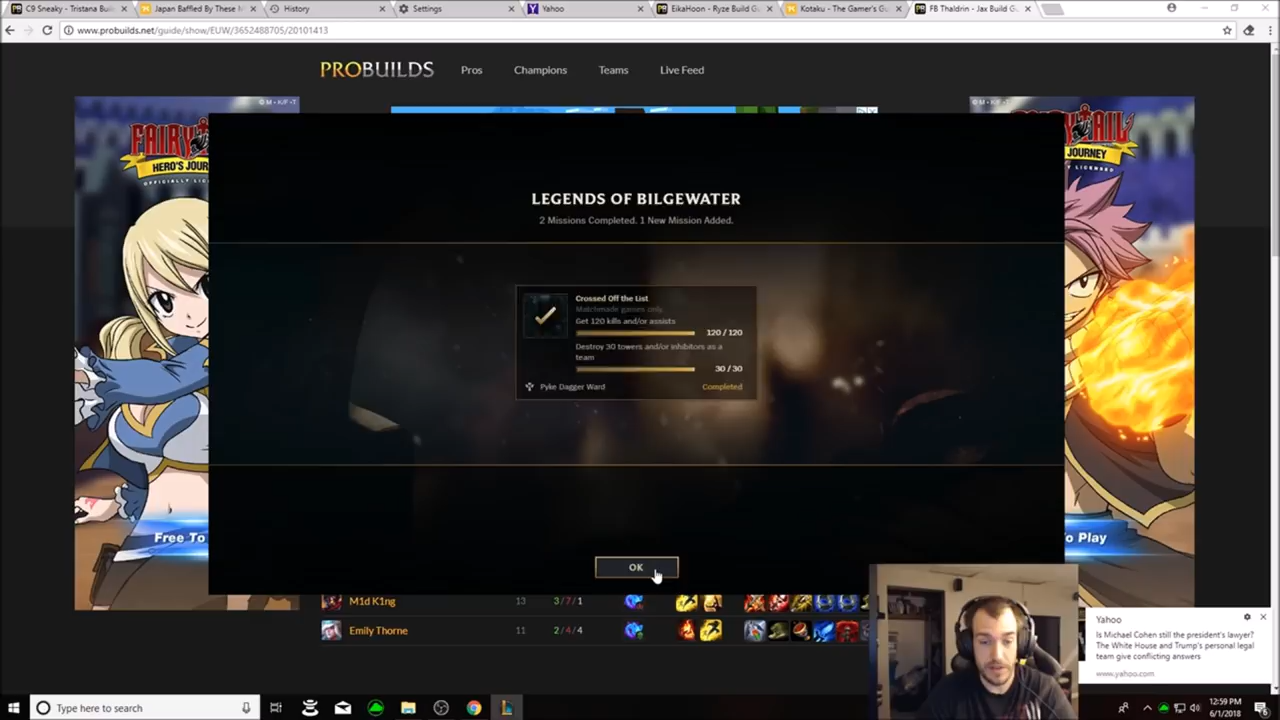 C9 Sneaky - Tristana Buil
Japan Baffled By These M
History
Settings
Yahoo
EikaHoon - Ryze Build G
Kotaku - The Gamer's Gu
FB Thaldrin - Jax Build Gu
www.probuilds.net/guide/show/EUW/3652488705/20101413
PROBUILDS
Pros
Champions
Teams
Live Feed
FAIRY
HERO'S JOUR
TAIL
JOURNEY
LEGENDS OF BILGEWATER
2 Missions Completed. 1 New Mission Added.
Crossed Off the List
Matchmade games only.
Get 120 kills and/or assists
120 / 120
Destroy 30 towers and/or inhibitors as a
team
30 / 30
Pyke Dagger Ward
Completed
Free To
o Play
OK
M1d K1ng
13
3 / 7 / 1
Emily Thorne
11
2 / 4 / 4
Yahoo
Is Michael Cohen still the president's lawyer?
The White House and Trump's personal legal
team give conflicting answers
www.yahoo.com
Type here to search
12:59 PM
6/1/2018